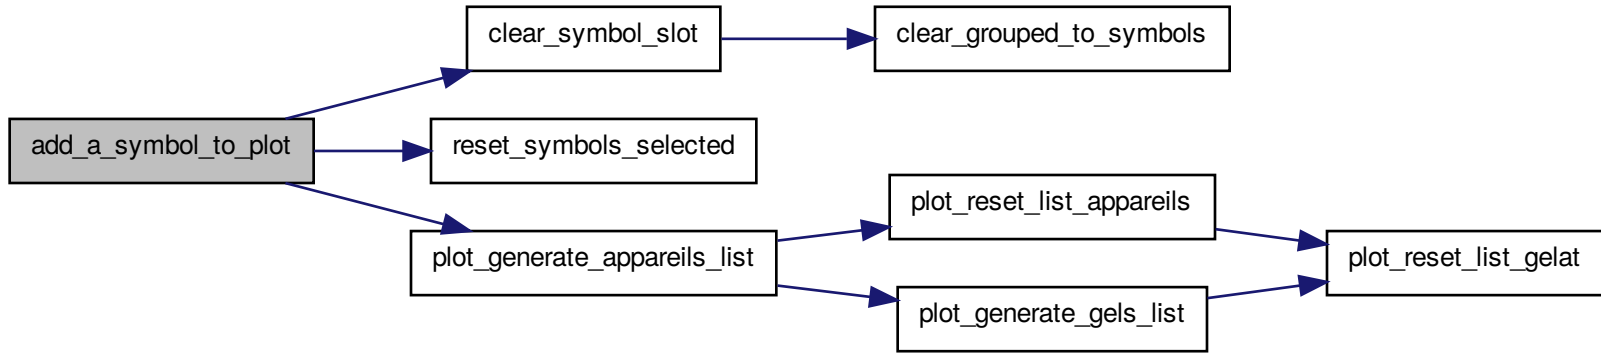 clear_symbol_slot
clear_grouped_to_symbols
add_a_symbol_to_plot
reset_symbols_selected
plot_reset_list_appareils
plot_generate_appareils_list
plot_reset_list_gelat
plot_generate_gels_list